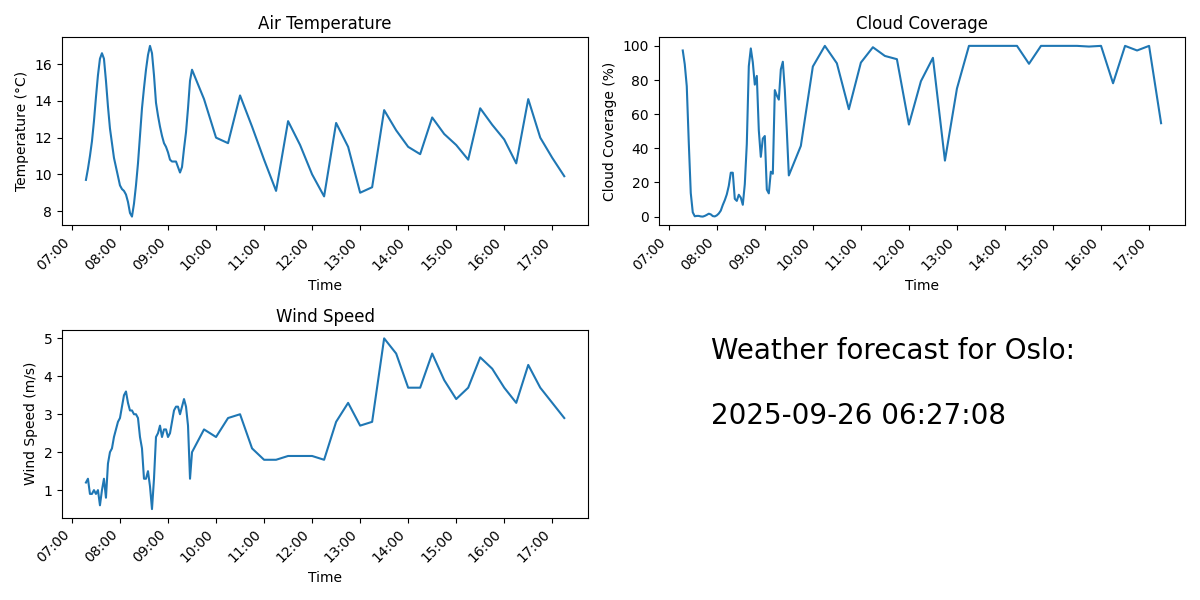 Air Temperature
Temperature (°C)
16
14
12
10
8
07:00 08:00 09:00 10:00 11:00 12:00 13:00 14:00 15:00 16:00 17:00
Time
Cloud Coverage
Cloud Coverage (%)
100
80
60
40
20
0
07:00 08:00 09:00 10:00 11:00 12:00 13:00 14:00 15:00 16:00 17:00
Time
Wind Speed
Wind Speed (m/s)
5
4
3
2
1
07:00 08:00 09:00 10:00 11:00 12:00 13:00 14:00 15:00 16:00 17:00
Time
Weather forecast for Oslo:
2025-09-26 06:27:08